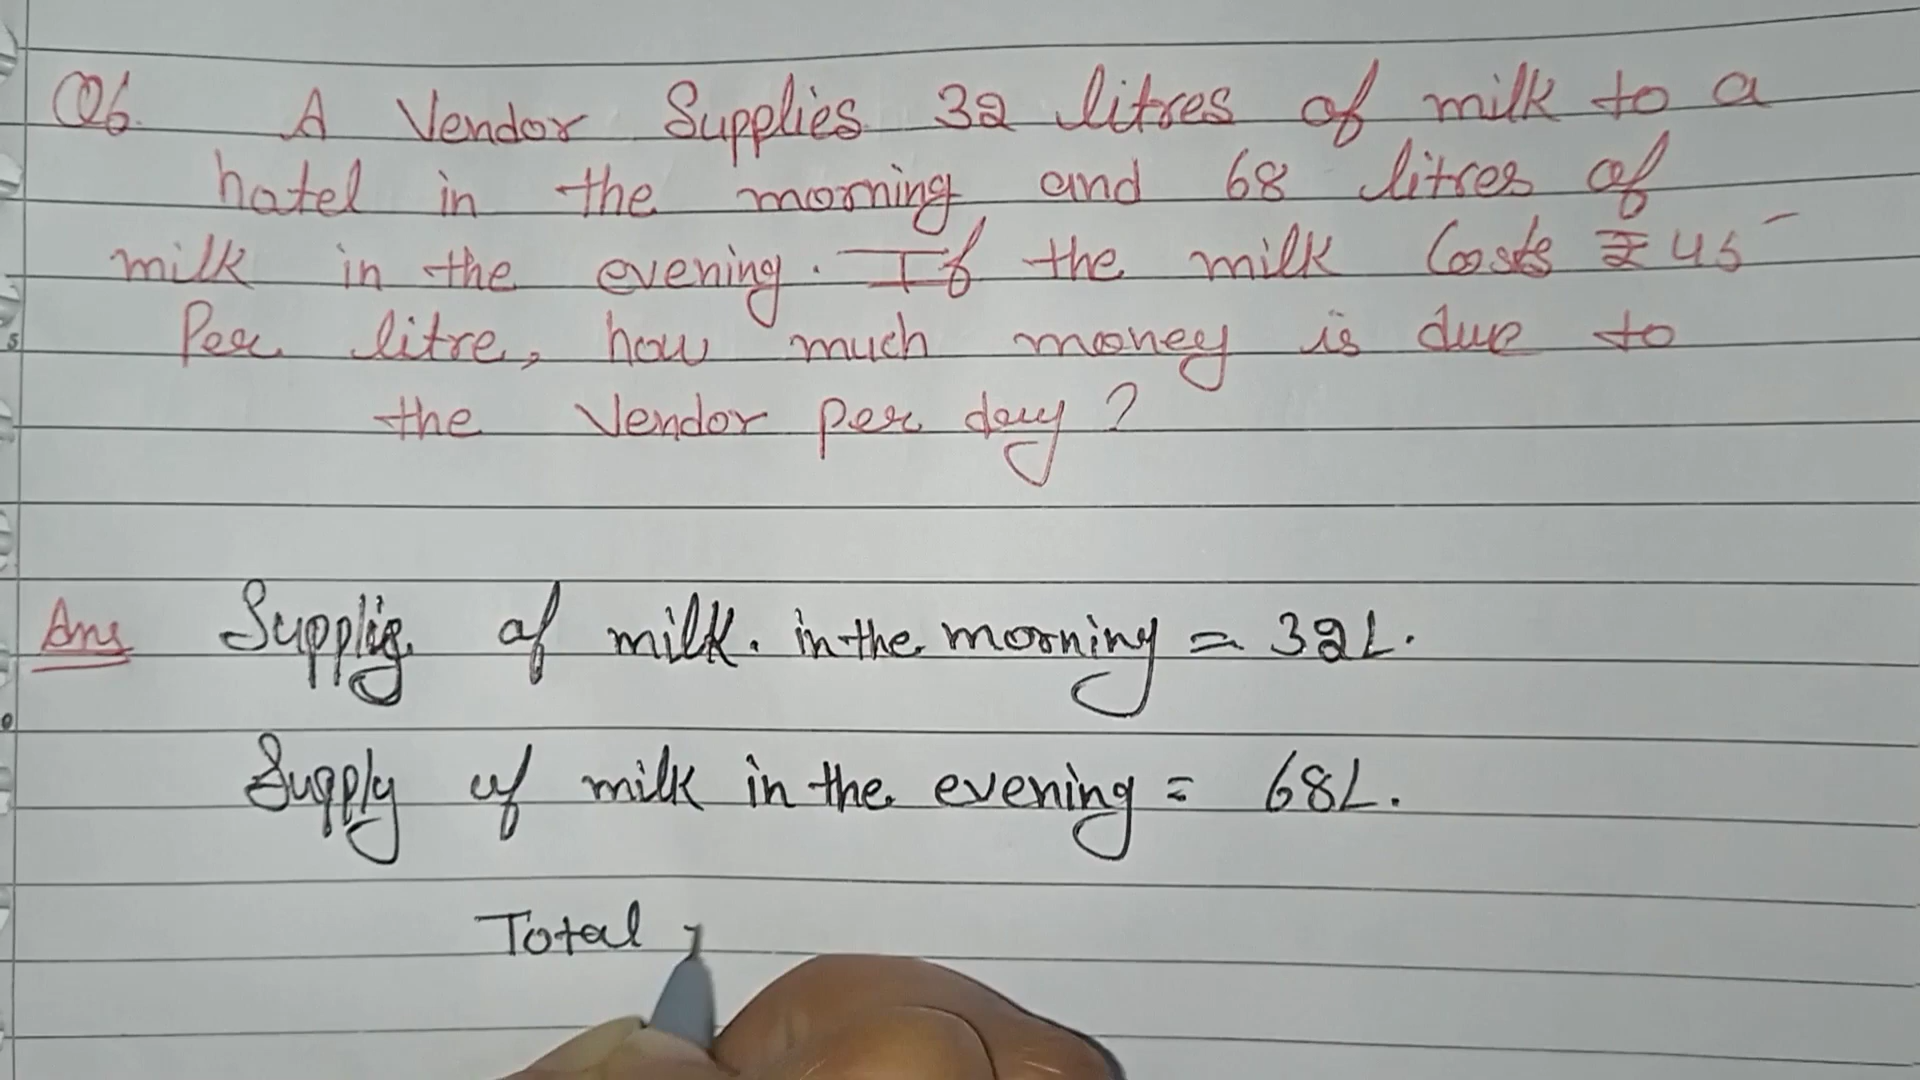 Q6. A Vendor Supplies 32 litres of milk to a
hotel in the morning and 68 litres of
milk in the evening. If the milk Costs ₹ 45
Per litre, how much money is due to
the Vendor per day?
Ans Supply of milk. in the morning = 32L.
Supply of milk in the evening = 68L.
Total